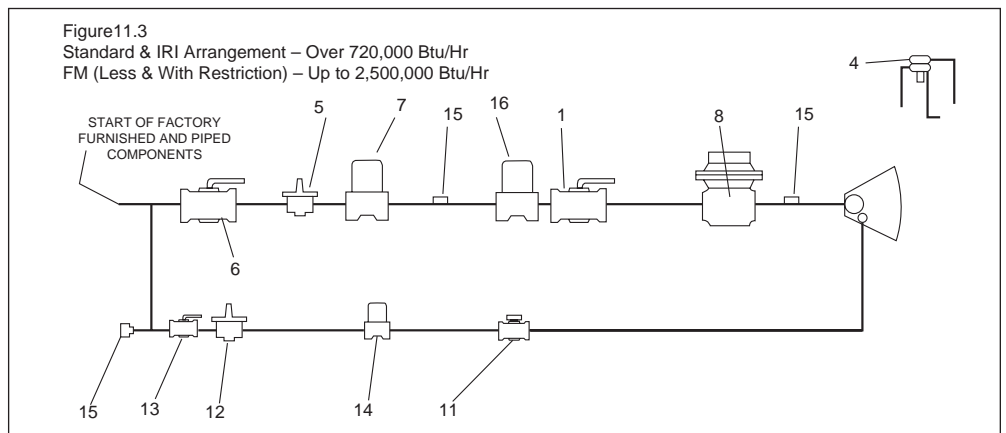 Figure11.3
Standard & IRI Arrangement – Over 720,000 Btu/Hr
FM (Less & With Restriction) – Up to 2,500,000 Btu/Hr
4
5
7
15
16
1
8
15
START OF FACTORY
FURNISHED AND PIPED
COMPONENTS
6
15
13
12
14
11